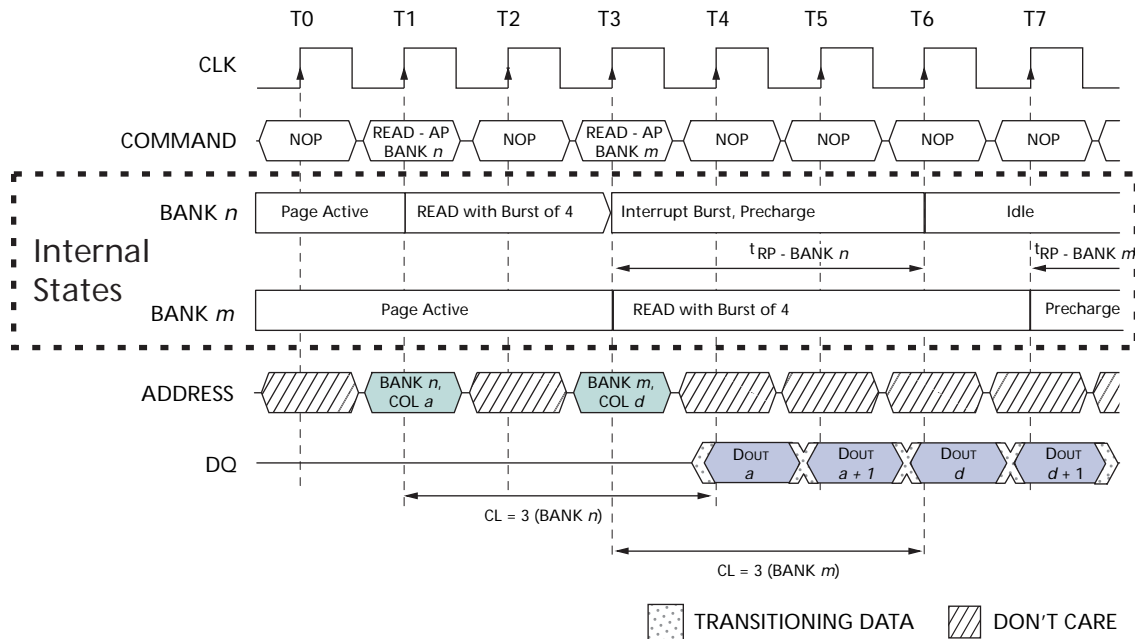 T0 T1 T2 T3 T4 T5 T6 T7
CLK
COMMAND
NOP
READ - AP
BANK n
NOP
READ - AP
BANK m
NOP
NOP
NOP
NOP
Internal
States
BANK n
Page Active
READ with Burst of 4
Interrupt Burst, Precharge
Idle
tRP - BANK n
tRP - BANK m
BANK m
Page Active
READ with Burst of 4
Precharge
ADDRESS
BANK n,
COL a
BANK m,
COL d
DQ
DOUT
a
DOUT
a + 1
DOUT
d
DOUT
d + 1
CL = 3 (BANK n)
CL = 3 (BANK m)
TRANSITIONING DATA
DON'T CARE